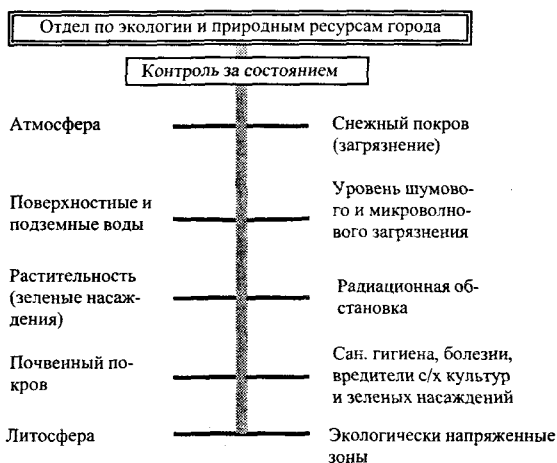 Отдел по экологии и природным ресурсам города
Контроль за состоянием
Атмосфера
Снежный покров
(загрязнение)
Поверхностные и
подземные воды
Уровень шумово-
го и микроволно-
вого загрязнения
Растительность
(зеленые насаж-
дения)
Радиационная об-
становка
Почвенный по-
кров
Сан. гигиена, болезии,
вредители с/х культур
и зеленых насаждений
Литосфера
Экологически напряженные
зоны